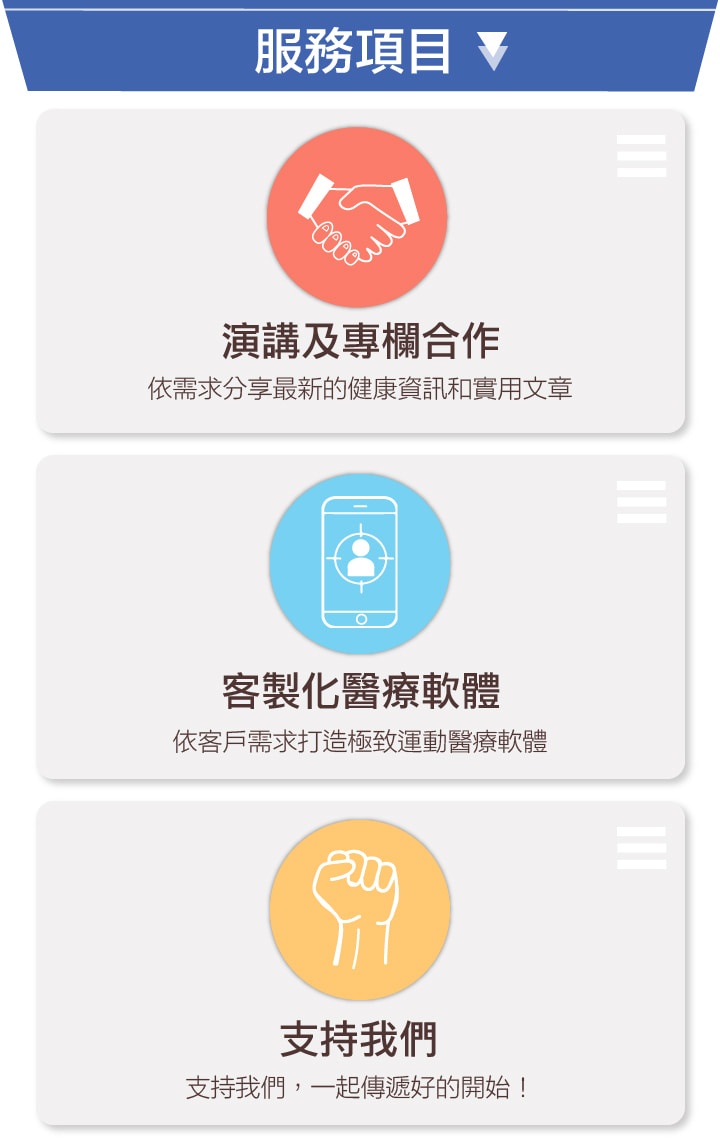 服務項目
演講及專欄合作
依需求分享最新的健康資訊和實用文章
客製化醫療軟體
依客戶需求打造極致運動醫療軟體
支持我們
支持我們，一起傳遞好的開始！